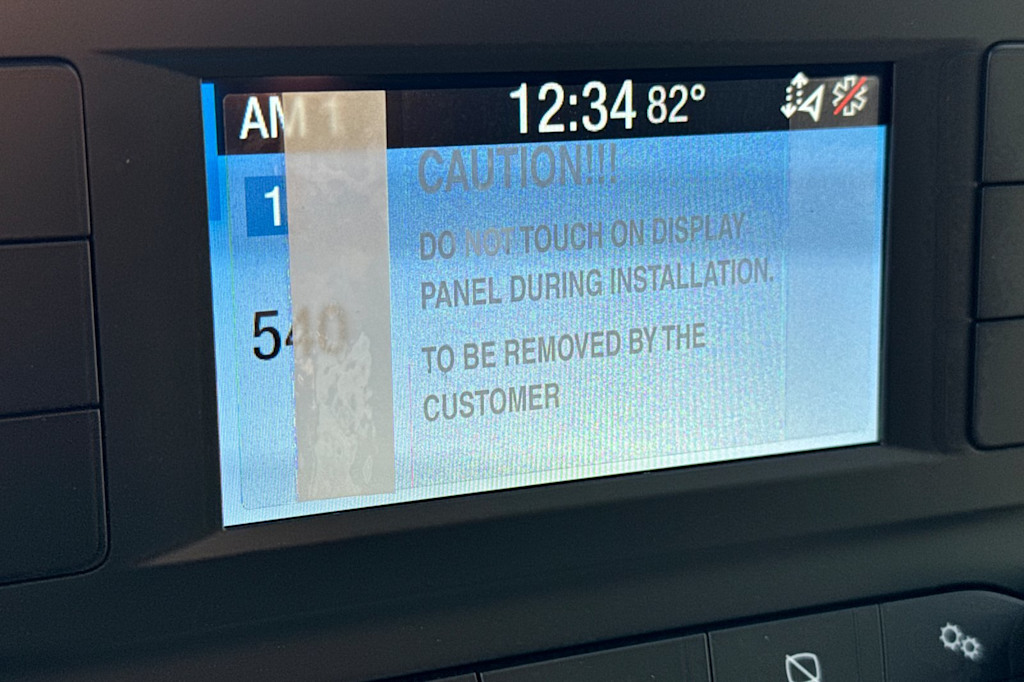 AM 1 12:34 82°
1
540
CAUTION!!!
DO NOT TOUCH ON DISPLAY
PANEL DURING INSTALLATION.
TO BE REMOVED BY THE
CUSTOMER